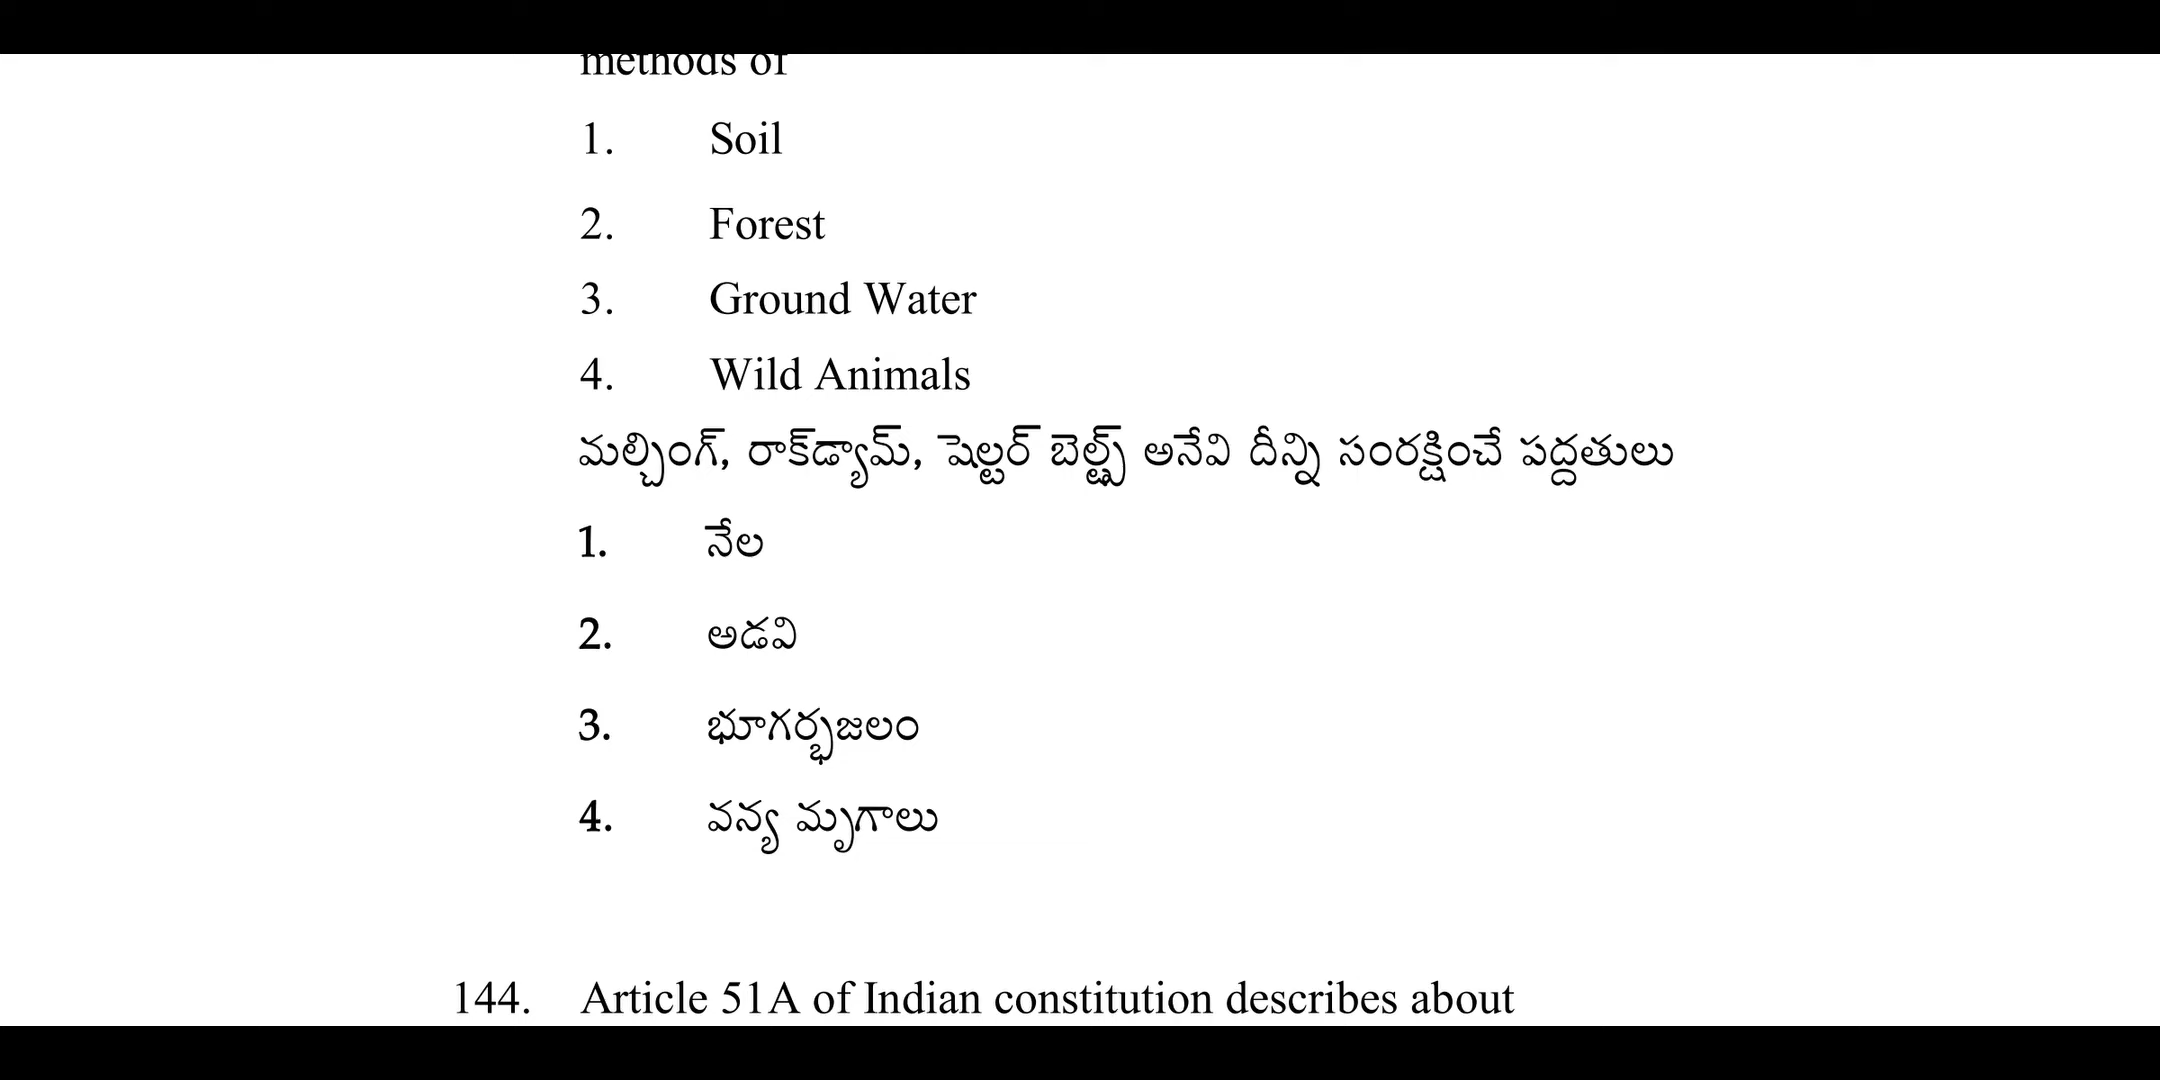 methods of
1. Soil
2. Forest
3. Ground Water
4. Wild Animals
మల్చింగ్, రాక్‌డ్యామ్, షెల్టర్ బెల్ట్స్ అనేవి దీన్ని సంరక్షించే పద్దతులు
1. నేల
2. అడవి
3. భూగర్భజలం
4. వన్య మృగాలు
144. Article 51A of Indian constitution describes about